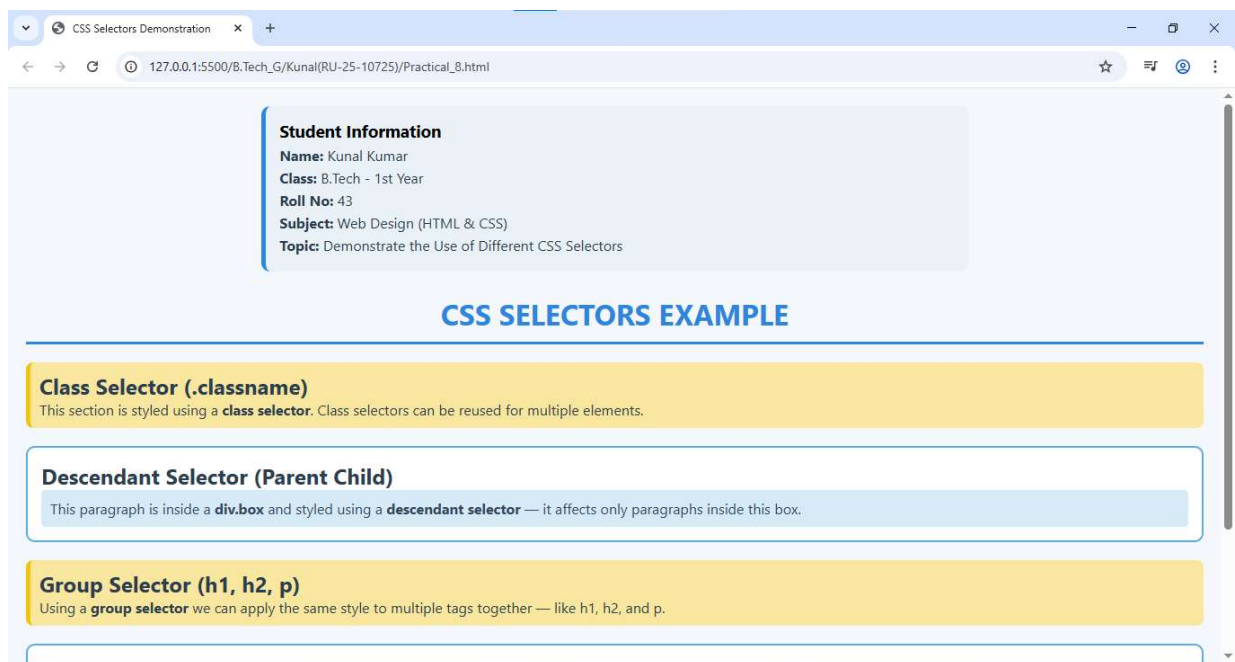 CSS Selectors Demonstration
127.0.0.1:5500/B.Tech_G/Kunal(RU-25-10725)/Practical_8.html
Student Information
Name: Kunal Kumar
Class: B.Tech - 1st Year
Roll No: 43
Subject: Web Design (HTML & CSS)
Topic: Demonstrate the Use of Different CSS Selectors
CSS SELECTORS EXAMPLE
Class Selector (.classname)
This section is styled using a class selector. Class selectors can be reused for multiple elements.
Descendant Selector (Parent Child)
This paragraph is inside a div.box and styled using a descendant selector — it affects only paragraphs inside this box.
Group Selector (h1, h2, p)
Using a group selector we can apply the same style to multiple tags together — like h1, h2, and p.